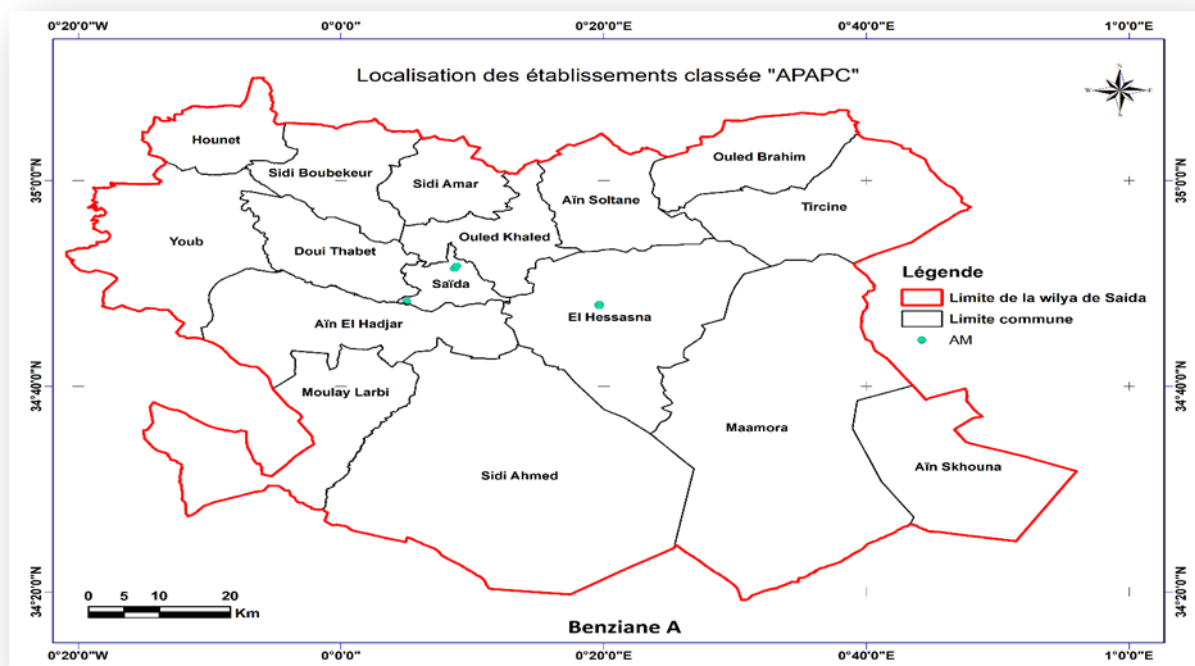 0°20'0"W 0°0'0" 0°20'0"E 0°40'0"E 1°0'0"E
Localisation des établissements classée "APAPC"
W E
Hounet
Ouled Brahim
Sidi Boubekeur
Sidi Amar
35°0'0"N 35°0'0"N
Aïn Soltane
Tircine
Youb
Ouled Khaled
Doui Thabet
Saïda
Légende
Limite de la wilya de Saida
El Hessasna
Limite commune
Aïn El Hadjar
AM
34°40'0"N 34°40'0"N
Moulay Larbi
Maamora
Aïn Skhouna
Sidi Ahmed
34°20'0"N 34°20'0"N
0 5 10 20
Km
Benziane A
0°20'0"W 0°0'0" 0°20'0"E 0°40'0"E 1°0'0"E